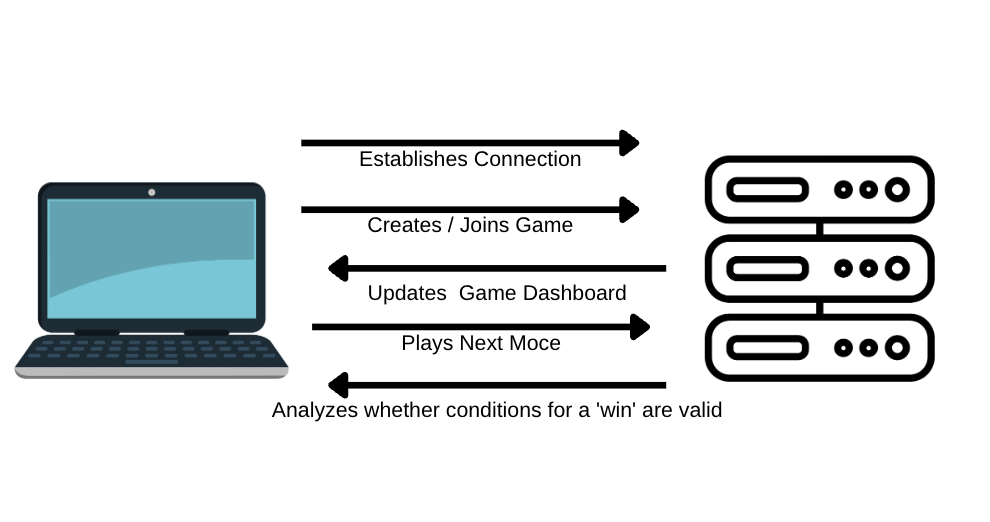 Establishes Connection
Creates / Joins Game
Updates  Game Dashboard
Plays Next Moce
Analyzes whether conditions for a 'win' are valid